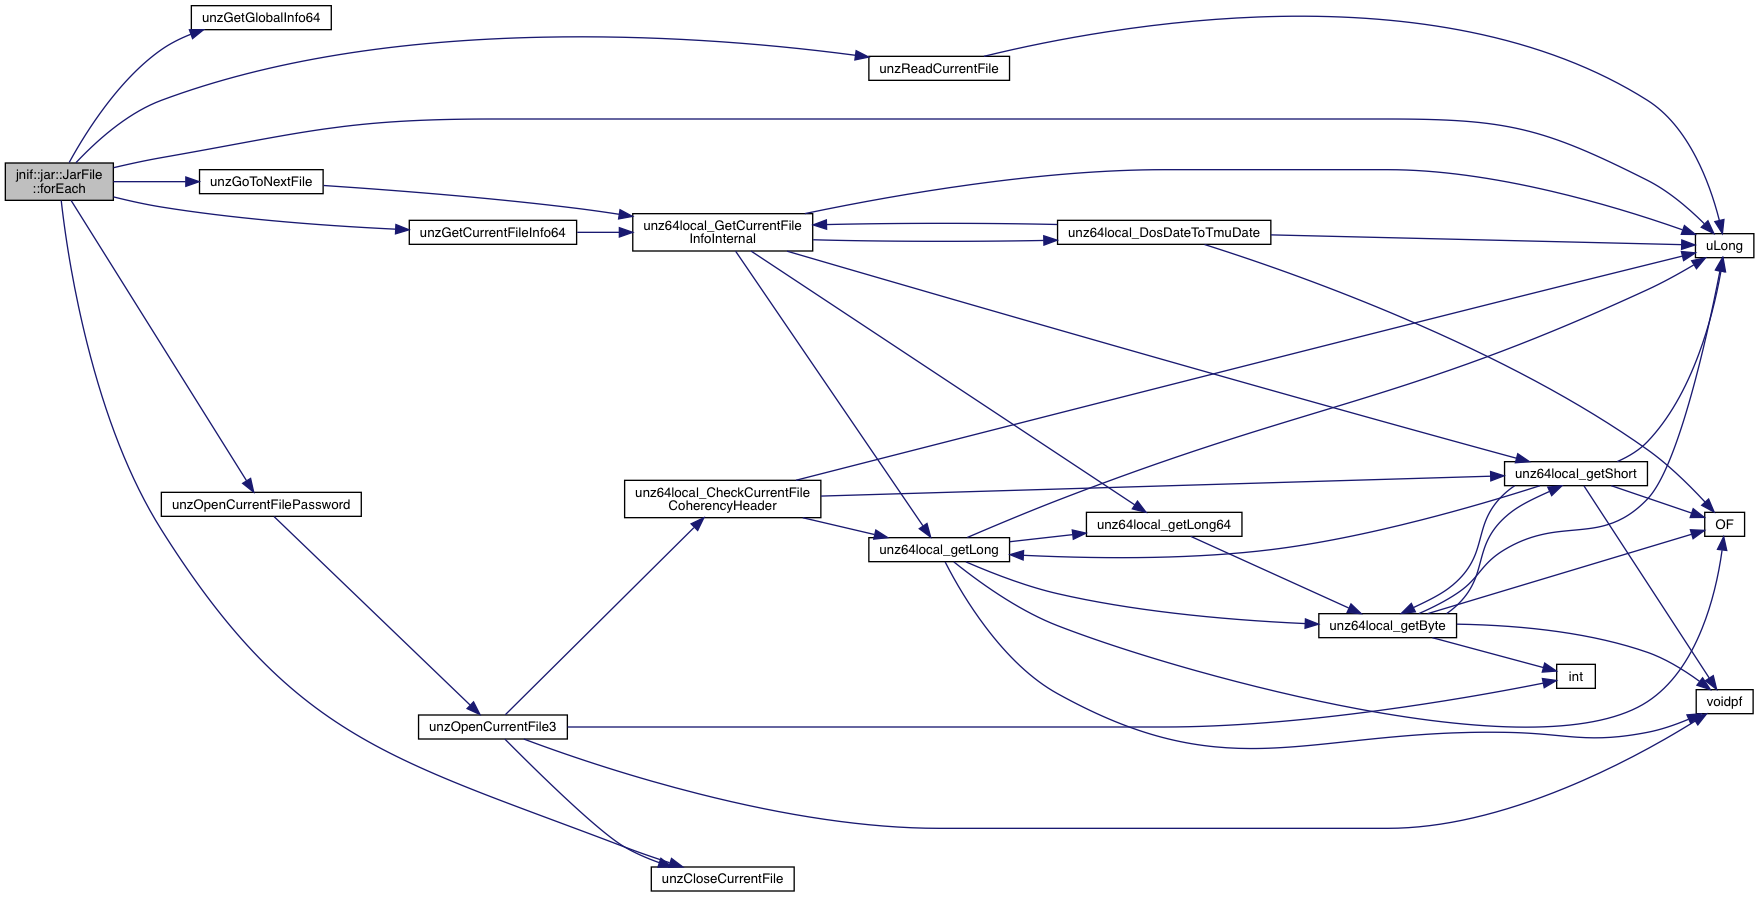 unzGetGlobalInfo64
unzReadCurrentFile
jnif::jar::JarFile
::forEach
unzGoToNextFile
unzGetCurrentFileInfo64
unz64local_GetCurrentFile
InfoInternal
unz64local_DosDateToTmuDate
uLong
unz64local_getShort
unz64local_CheckCurrentFile
CoherencyHeader
unzOpenCurrentFilePassword
unz64local_getLong64
OF
unz64local_getLong
unz64local_getByte
int
voidpf
unzOpenCurrentFile3
unzCloseCurrentFile